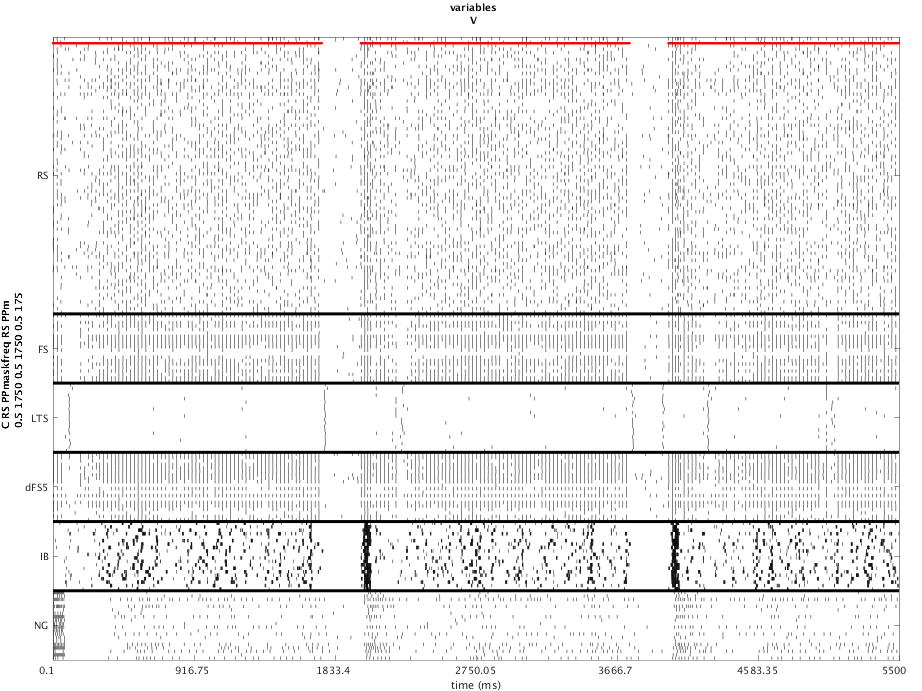 variables
V
C RS PPmaskfreq RS PPm
0.5 1750 0.5 1750 0.5 175
RS
FS
LTS
dFS5
IB
NG
0.1 916.75 1833.4 2750.05 3666.7 4583.35 5500
time (ms)